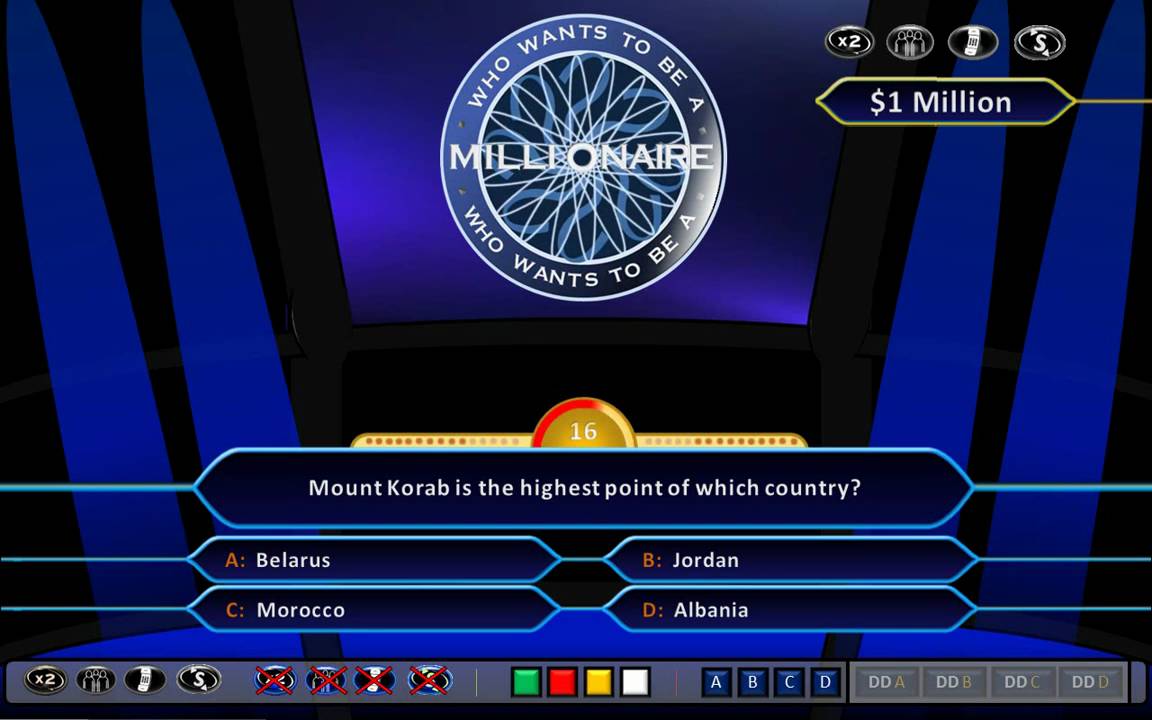 x2
$1 Million
WHO WANTS TO BE A
MILLIONAIRE
WHO WANTS TO BE A
16
Mount Korab is the highest point of which country?
A: Belarus
B: Jordan
C: Morocco
D: Albania
x2 A B C D DD A DD B DD C DD D